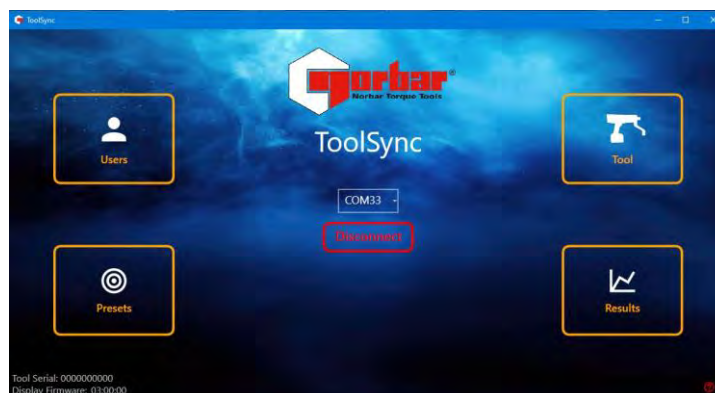 ToolSync
norbar®
Norbar Torque Tools
ToolSync
Users
Tool
COM33
Disconnect
Presets
Results
Tool Serial: 0000000000
Display Firmware: 03:00:00